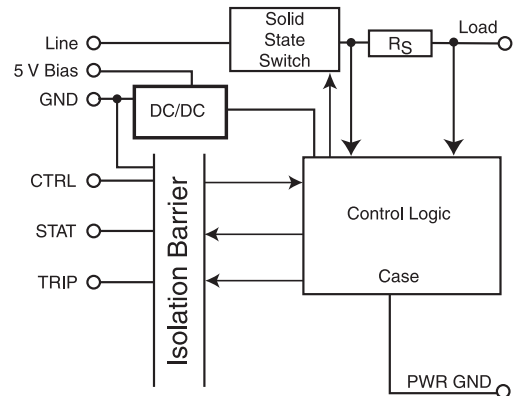 Solid
State
Switch
Line
Load
RS
5 V Bias
GND
DC/DC
CTRL
STAT
TRIP
Isolation Barrier
Control Logic
Case
PWR GND